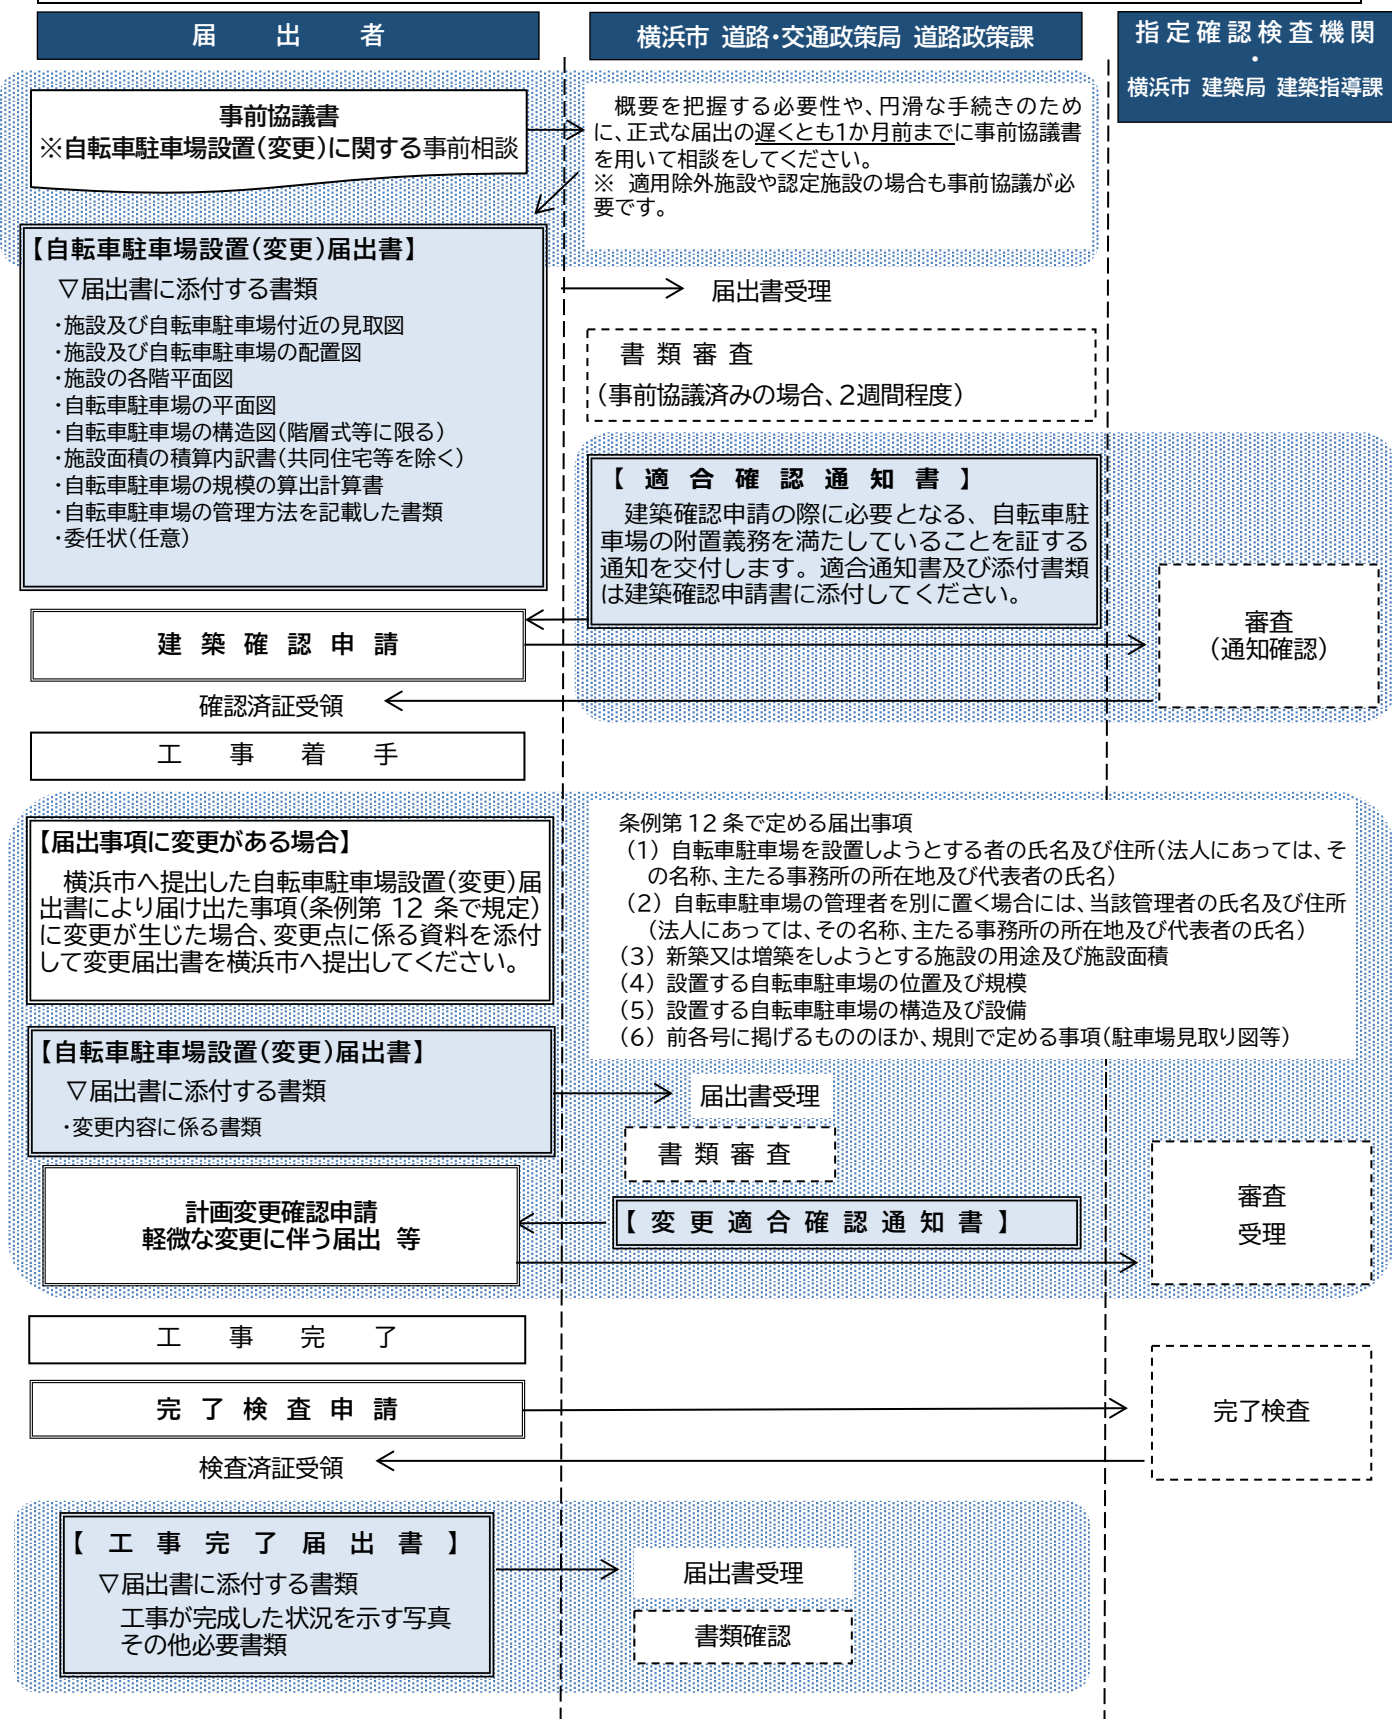 届 出 者
横浜市 道路・交通政策局 道路政策課
指定確認検査機関
・
横浜市 建築局 建築指導課
事前協議書
※自転車駐車場設置（変更）に関する事前相談
概要を把握する必要性や、円滑な手続きのため
に、正式な届出の遅くとも1か月前までに事前協議書
を用いて相談をしてください。
※ 適用除外施設や認定施設の場合も事前協議が必
要です。
【自転車駐車場設置（変更）届出書】
▽届出書に添付する書類
・施設及び自転車駐車場付近の見取図
・施設及び自転車駐車場の配置図
・施設の各階平面図
・自転車駐車場の平面図
・自転車駐車場の構造図（階層式等に限る）
・施設面積の積算内訳書（共同住宅等を除く）
・自転車駐車場の規模の算出計算書
・自転車駐車場の管理方法を記載した書類
・委任状（任意）
届出書受理
書 類 審 査
（事前協議済みの場合、2週間程度）
【 適 合 確 認 通 知 書 】
建築確認申請の際に必要となる、自転車駐
車場の附置義務を満たしていることを証する
通知を交付します。適合通知書及び添付書類
は建築確認申請書に添付してください。
建 築 確 認 申 請
審査
（通知確認）
確認済証受領
工 事 着 手
【届出事項に変更がある場合】
横浜市へ提出した自転車駐車場設置（変更）届
出書により届け出た事項（条例第 12 条で規定）
に変更が生じた場合、変更点に係る資料を添付
して変更届出書を横浜市へ提出してください。
条例第 12 条で定める届出事項
（1） 自転車駐車場を設置しようとする者の氏名及び住所（法人にあっては、そ
の名称、主たる事務所の所在地及び代表者の氏名）
（2） 自転車駐車場の管理者を別に置く場合には、当該管理者の氏名及び住所
（法人にあっては、その名称、主たる事務所の所在地及び代表者の氏名）
（3） 新築又は増築をしようとする施設の用途及び施設面積
（4） 設置する自転車駐車場の位置及び規模
（5） 設置する自転車駐車場の構造及び設備
（6） 前各号に掲げるもののほか、規則で定める事項（駐車場見取り図等）
【自転車駐車場設置（変更）届出書】
▽届出書に添付する書類
・変更内容に係る書類
届出書受理
書 類 審 査
【 変 更 適 合 確 認 通 知 書 】
計画変更確認申請
軽微な変更に伴う届出 等
審査
受理
工 事 完 了
完 了 検 査 申 請
完了検査
検査済証受領
【 工 事 完 了 届 出 書 】
▽届出書に添付する書類
工事が完成した状況を示す写真
その他必要書類
届出書受理
書類確認